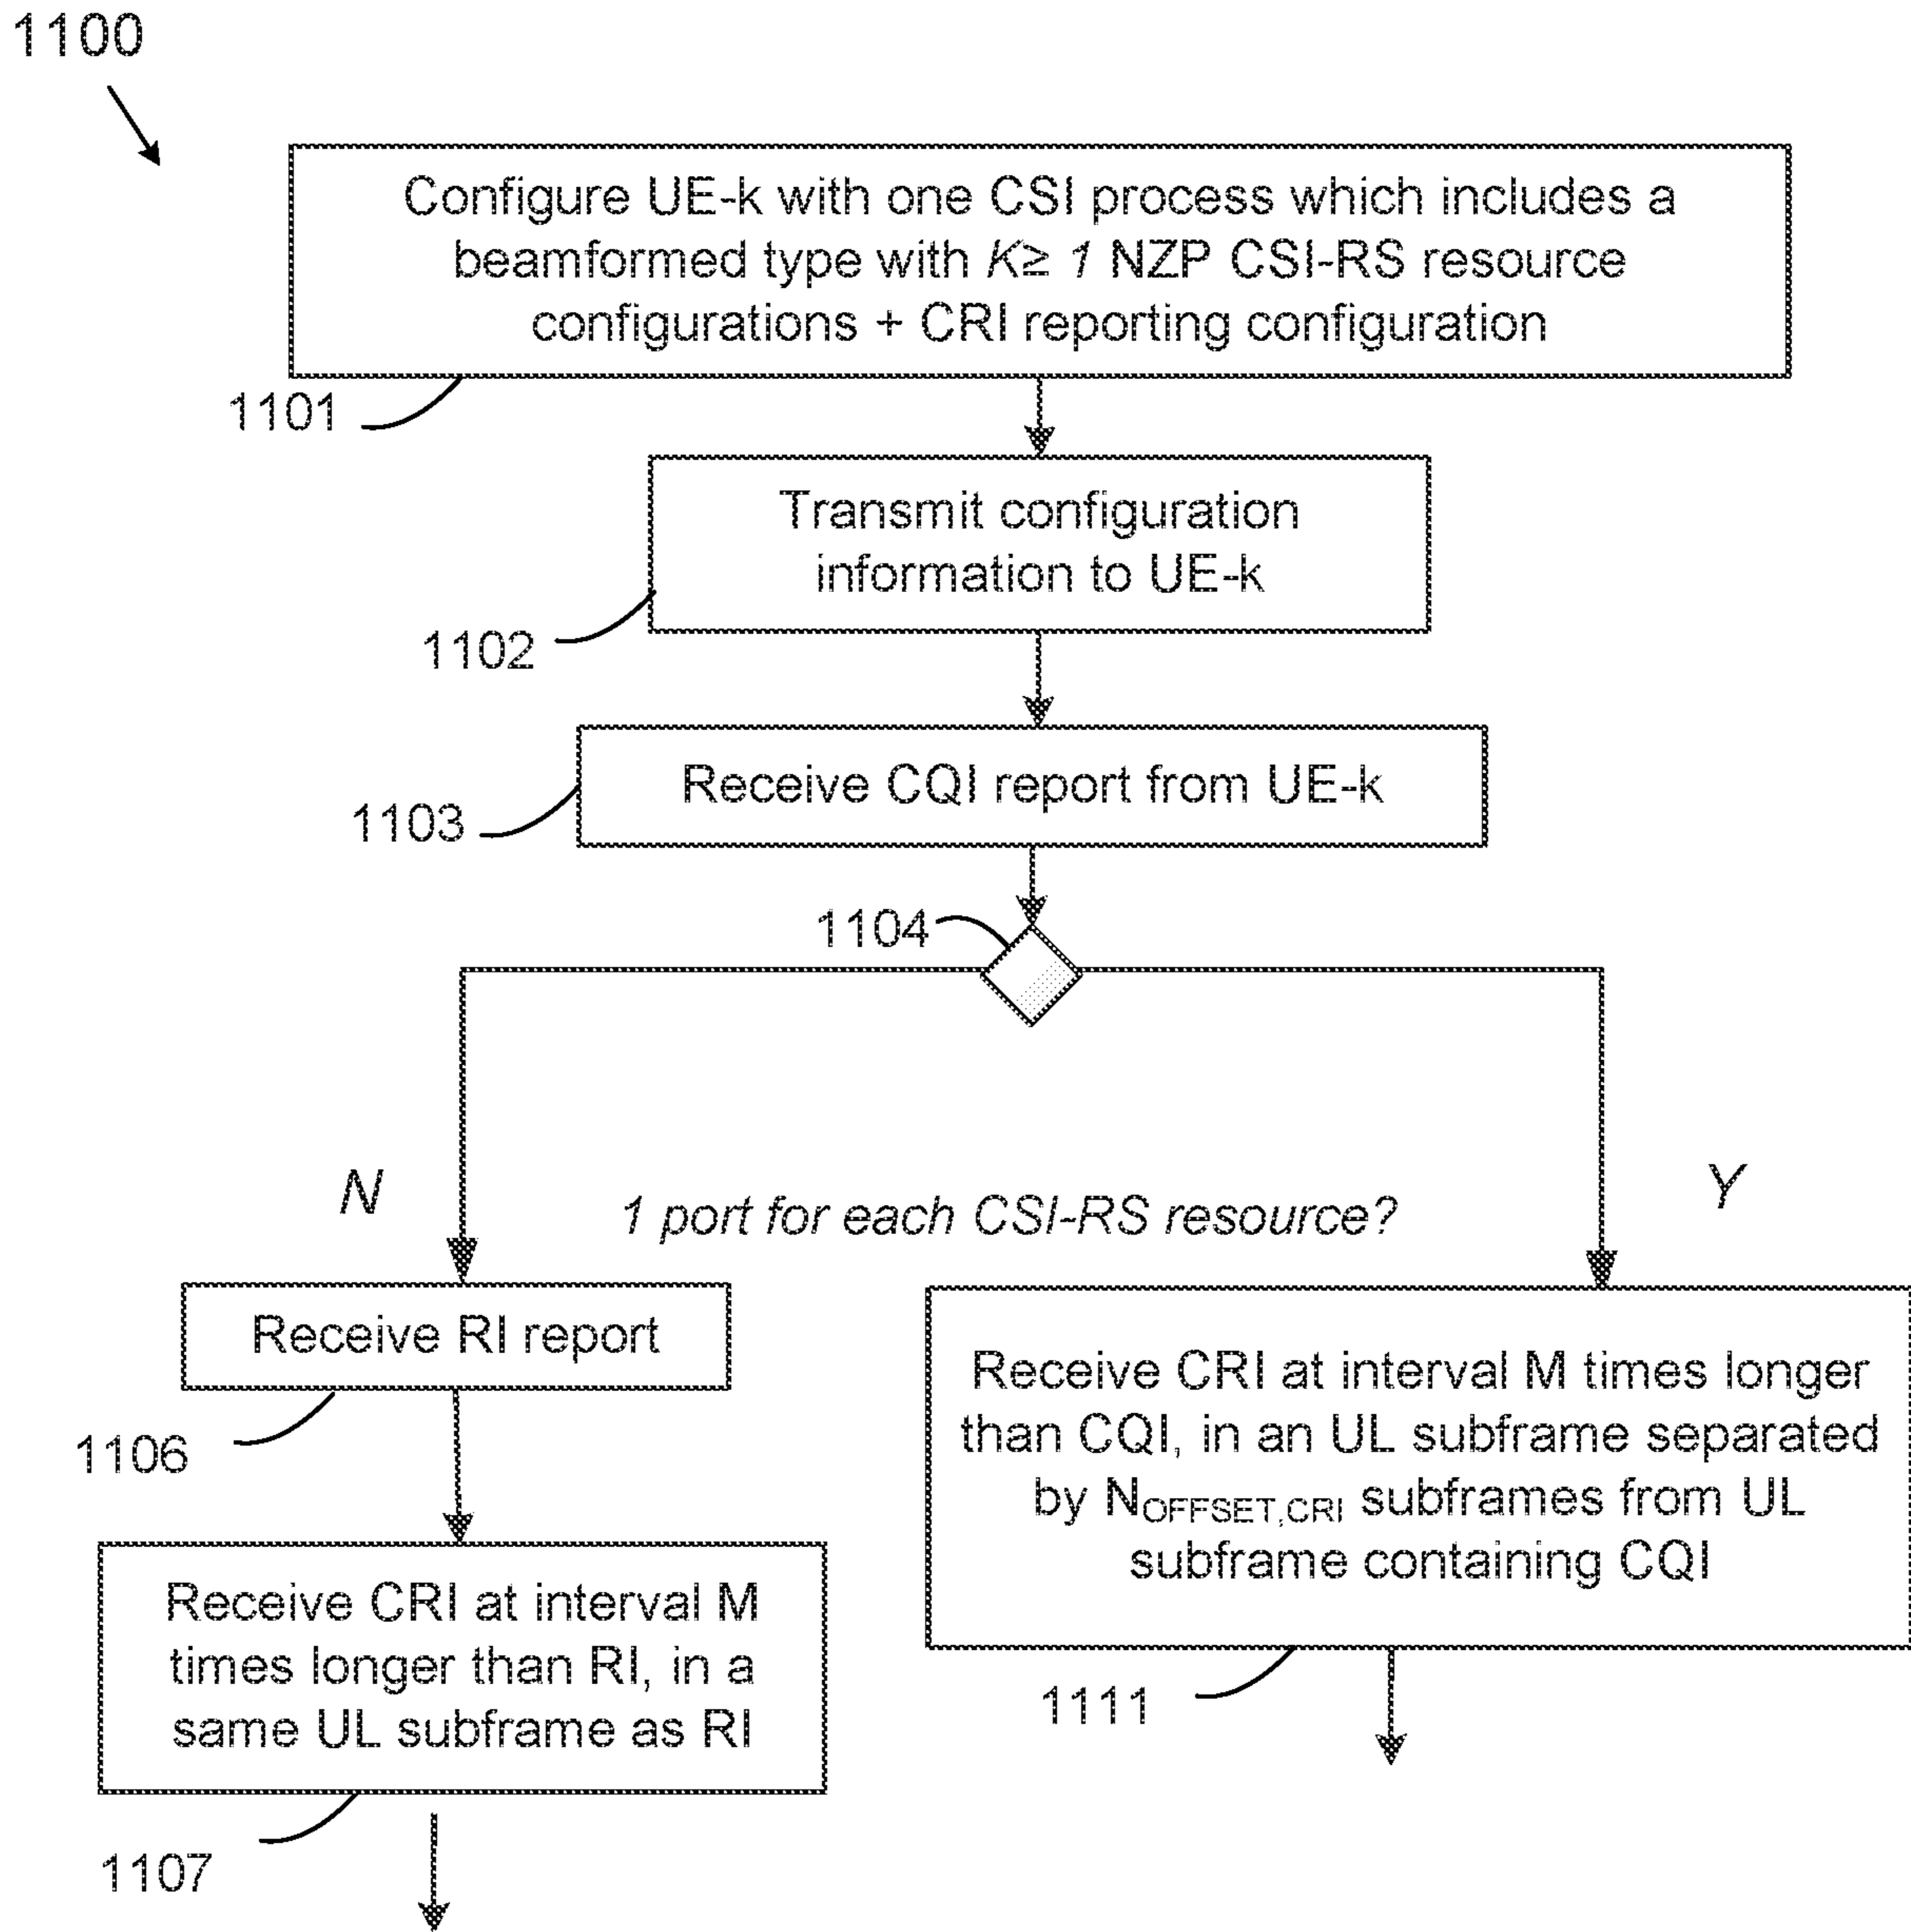 1100
Configure UE-k with one CSI process which includes a
beamformed type with K≥ 1 NZP CSI-RS resource
configurations + CRI reporting configuration
1101
Transmit configuration
information to UE-k
1102
Receive CQI report from UE-k
1103
1104
N
1 port for each CSI-RS resource?
Y
Receive RI report
1106
Receive CRI at interval M
times longer than RI, in a
same UL subframe as RI
1107
Receive CRI at interval M times longer
than CQI, in an UL subframe separated
by NOFFSET,CRI subframes from UL
subframe containing CQI
1111